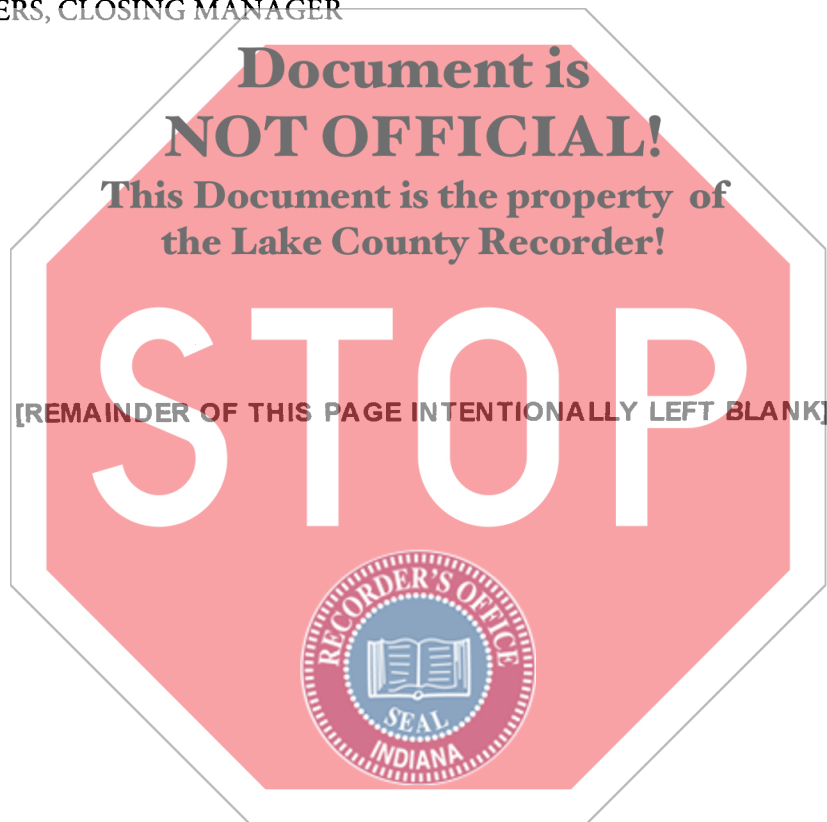 ERS, CLOSING MANAGER
Document is
NOT OFFICIAL!
This Document is the property of
the Lake County Recorder!
STOP
[REMAINDER OF THIS PAGE INTENTIONALLY LEFT BLANK]
RECORDER'S OFFICE
SEAL
INDIANA